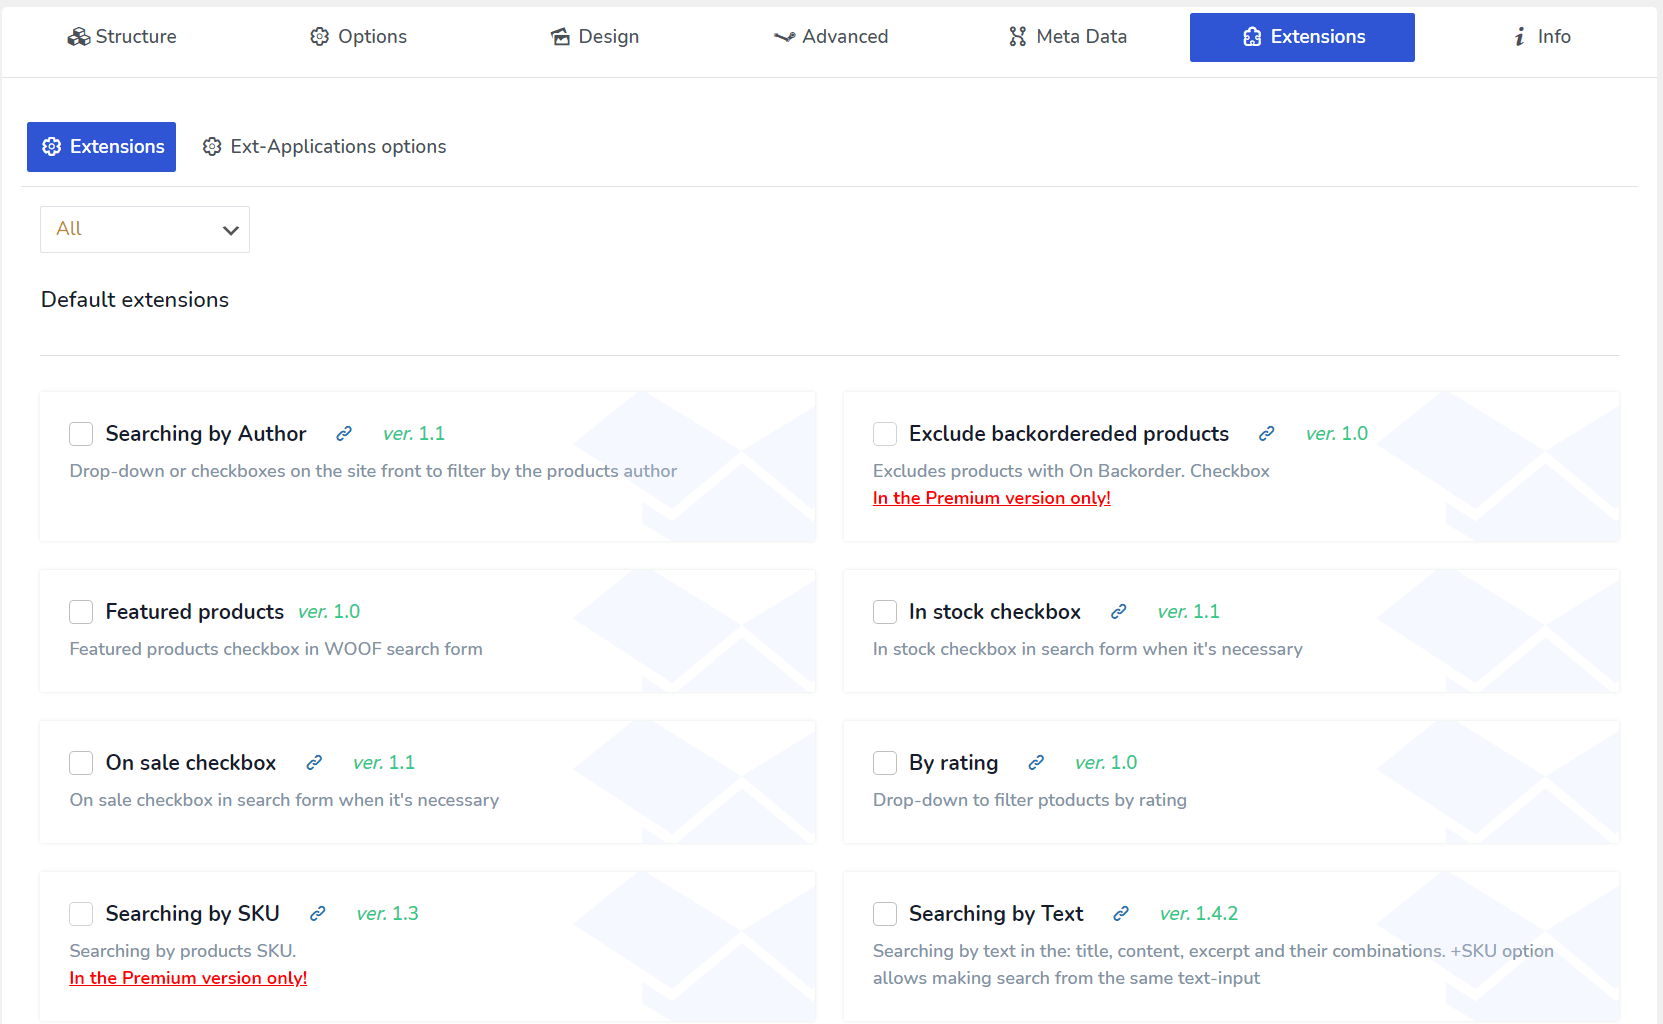 Structure
Options
Design
Advanced
Meta Data
Extensions
Info
Extensions
Ext-Applications options
All
Default extensions
Searching by Author ver. 1.1
Drop-down or checkboxes on the site front to filter by the products author
Exclude backordereded products ver. 1.0
Excludes products with On Backorder. Checkbox
In the Premium version only!
Featured products ver. 1.0
Featured products checkbox in WOOF search form
In stock checkbox ver. 1.1
In stock checkbox in search form when it's necessary
On sale checkbox ver. 1.1
On sale checkbox in search form when it's necessary
By rating ver. 1.0
Drop-down to filter ptoducts by rating
Searching by SKU ver. 1.3
Searching by products SKU.
In the Premium version only!
Searching by Text ver. 1.4.2
Searching by text in the: title, content, excerpt and their combinations. +SKU option
allows making search from the same text-input